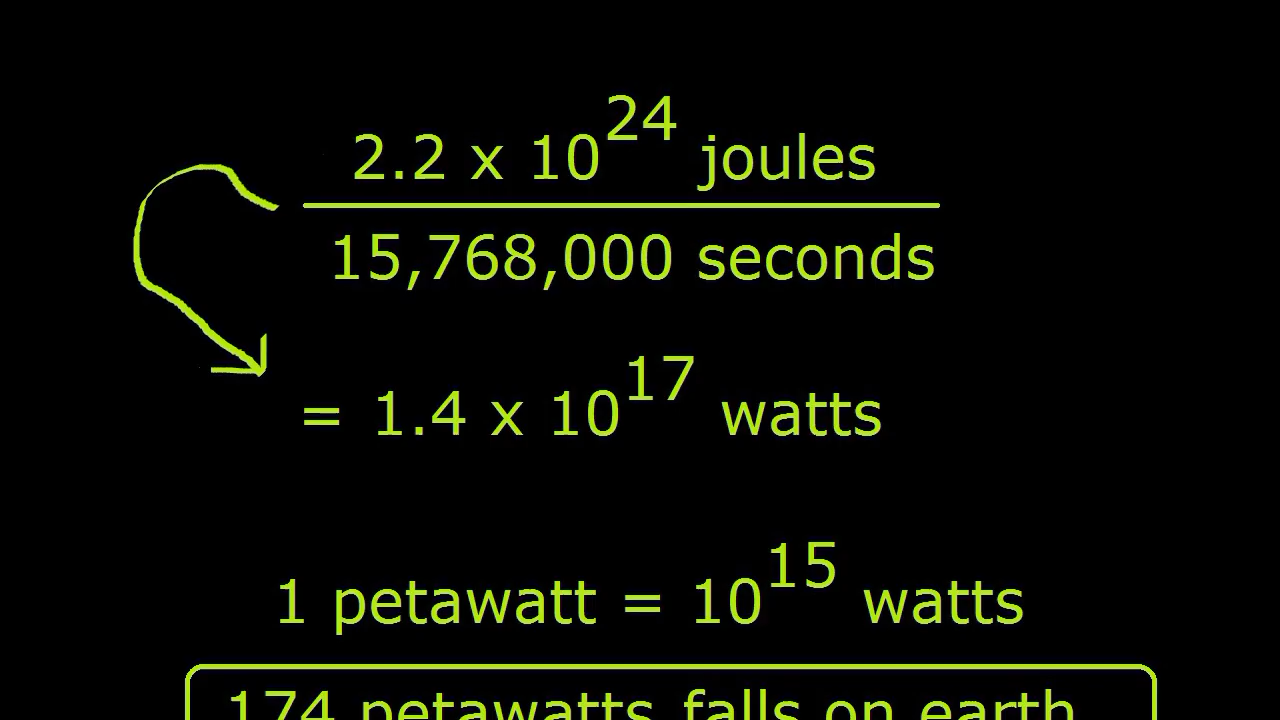 2.2 x 10^24 joules
15,768,000 seconds
= 1.4 x 10^17 watts
1 petawatt = 10^15 watts
174 petawatts falls on earth